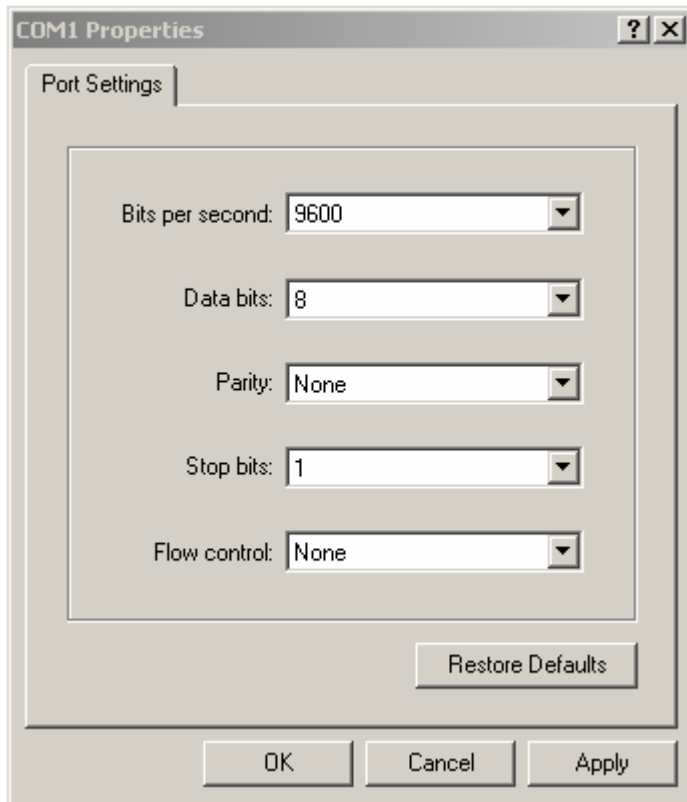 COM1 Properties
Port Settings
Bits per second: 9600
Data bits: 8
Parity: None
Stop bits: 1
Flow control: None
Restore Defaults
OK Cancel Apply